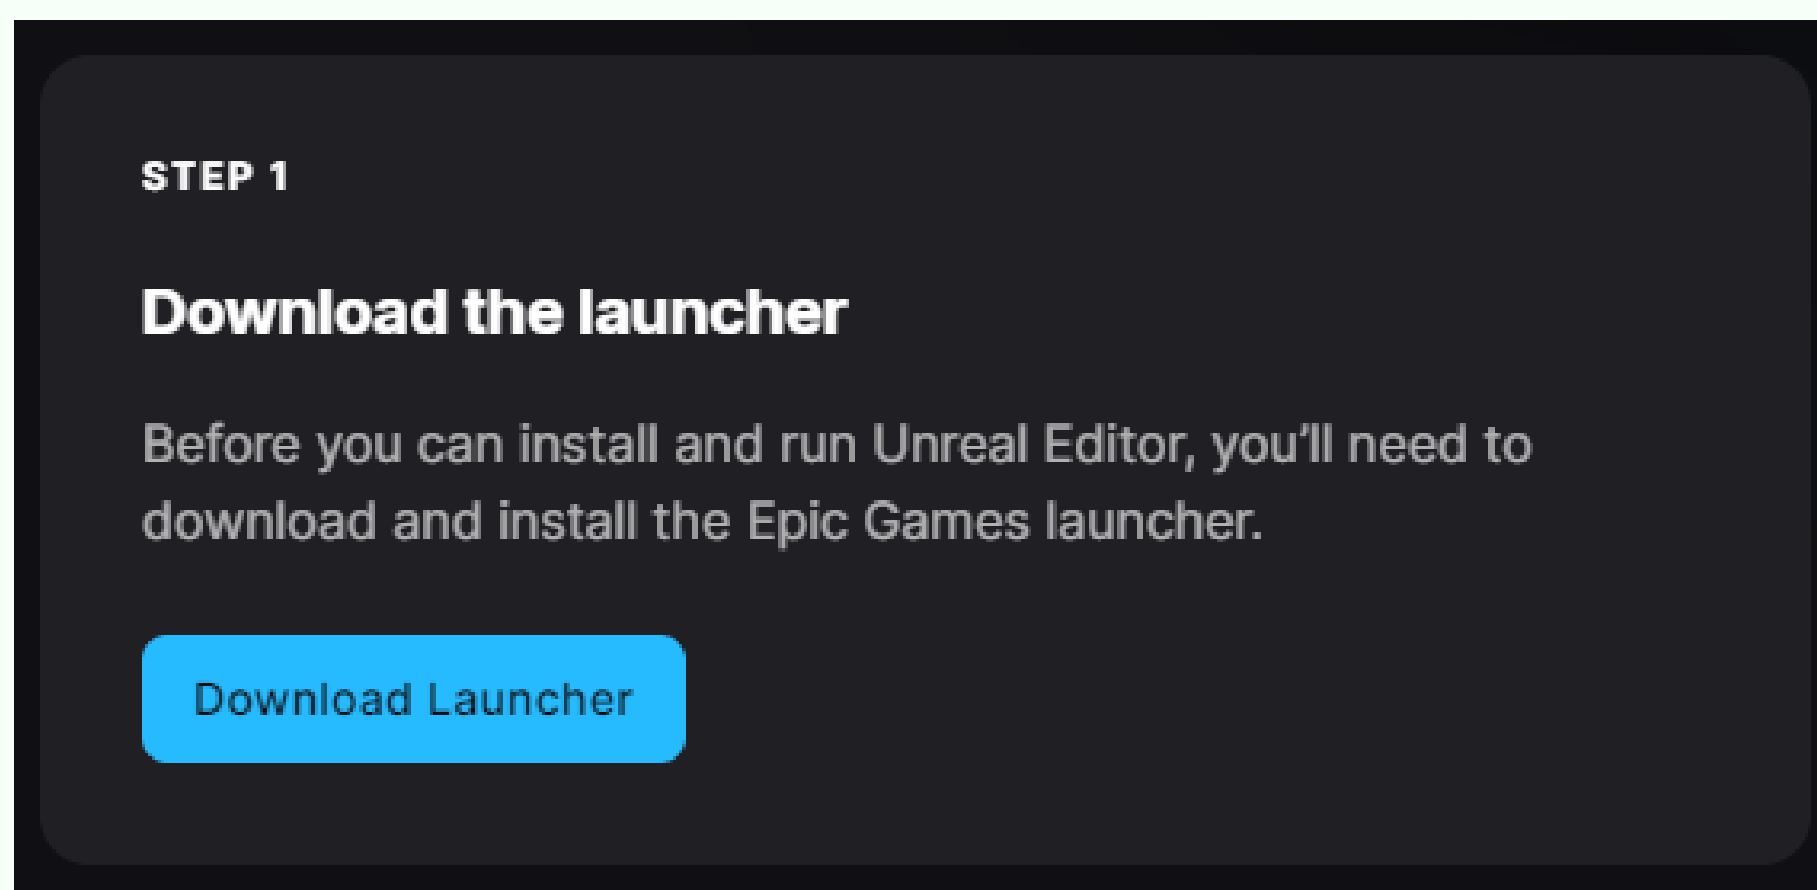 STEP 1
Download the launcher
Before you can install and run Unreal Editor, you’ll need to
download and install the Epic Games launcher.
Download Launcher